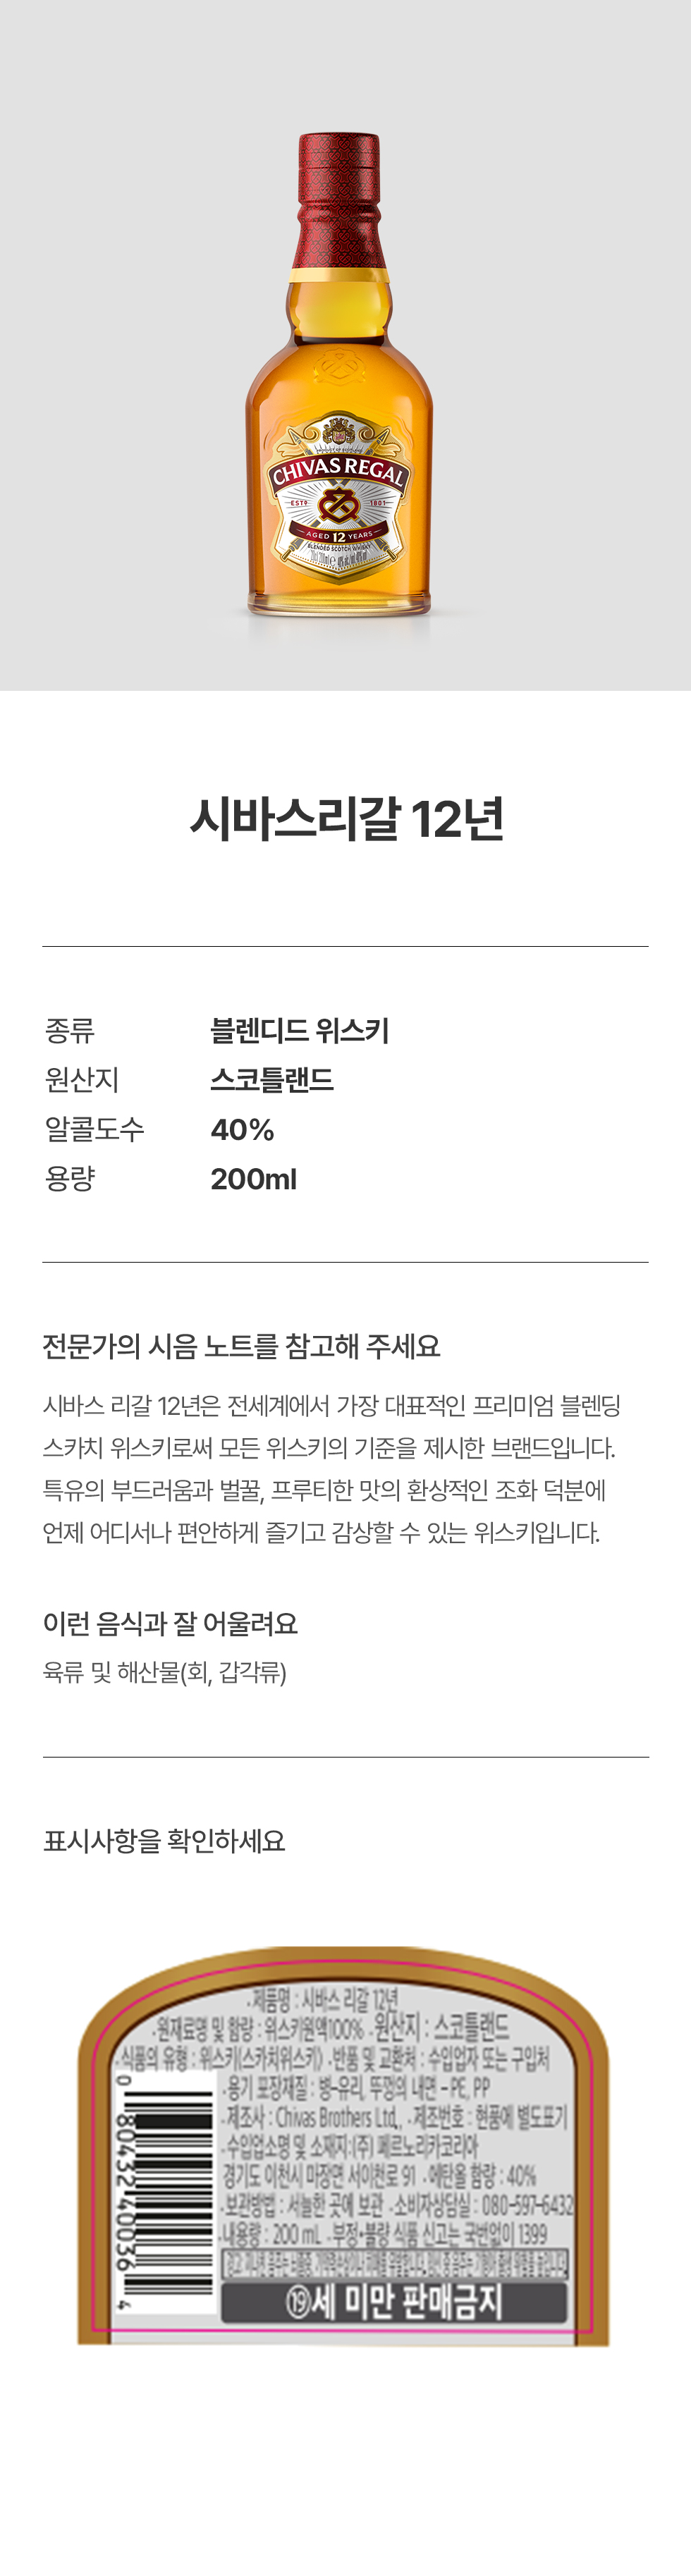 CHIVAS REGAL
ESTD 1801
AGED 12 YEARS
BLENDED SCOTCH WHISKY
시바스리갈 12년
종류 블렌디드 위스키
원산지 스코틀랜드
알콜도수 40%
용량 200ml
전문가의 시음 노트를 참고해 주세요
시바스 리갈 12년은 전세계에서 가장 대표적인 프리미엄 블렌딩
스카치 위스키로써 모든 위스키의 기준을 제시한 브랜드입니다.
특유의 부드러움과 벌꿀, 프루티한 맛의 환상적인 조화 덕분에
언제 어디서나 편안하게 즐기고 감상할 수 있는 위스키입니다.
이런 음식과 잘 어울려요
육류 및 해산물(회, 갑각류)
표시사항을 확인하세요
·제품명 : 시바스 리갈 12년
·원재료명 및 함량 : 위스키원액100% ·원산지 : 스코틀랜드
·식품의 유형 : 위스키(스카치위스키) ·반품 및 교환처 : 수입업자 또는 구입처
·용기 포장재질 : 병-유리, 뚜껑의 내면 - PE, PP
·제조사 : Chivas Brothers Ltd., ·제조번호 : 현품에 별도표기
·수입업소명 및 소재지:(주) 페르노리카코리아
경기도 이천시 마장면 서이천로 91 ·에탄올 함량 : 40%
·보관방법 : 서늘한 곳에 보관 ·소비자상담실 : 080-597-6432
·내용량 : 200 mL ·부정•불량 식품 신고는 국번없이 1399
⑲세 미만 판매금지
0 80432 40036 4